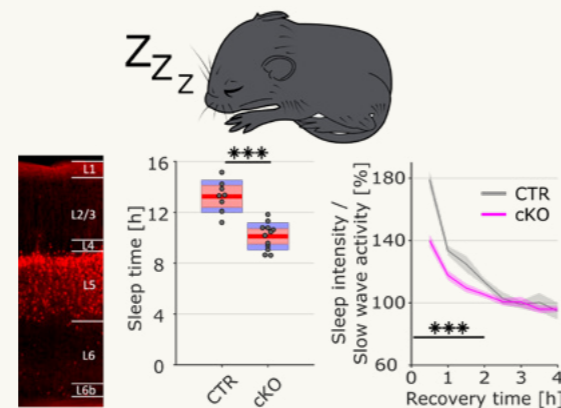 Z Z Z
L1
L2/3
L4
L5
L6
L6b
Sleep time [h]
16
12
8
4
0
***
CTR
cKO
Sleep intensity /
Slow wave activity [%]
180
140
100
60
CTR
cKO
***
0 1 2 3 4
Recovery time [h]